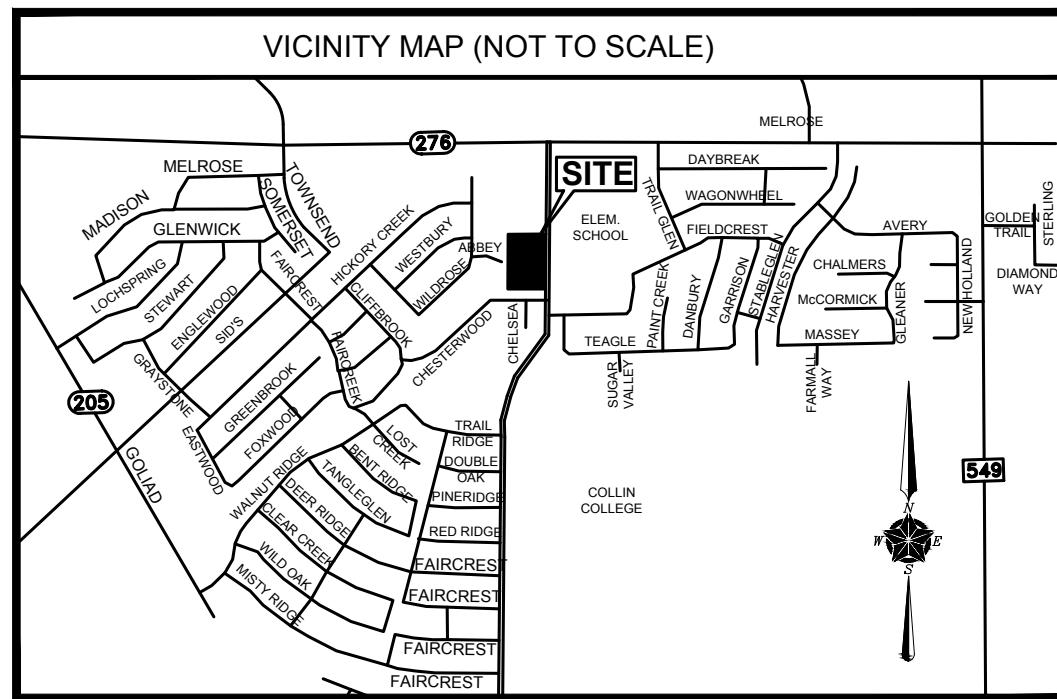 VICINITY MAP (NOT TO SCALE)
MELROSE
276
MELROSE
TOWNSEND
SOMERSET
MADISON
GLENWICK
LOCHSPRING
STEWART
ENGLEWOOD
SID'S
FAIRCREST
HICKORY CREEK
WESTBURY
WILDROSE
ABBEY
CLIFFBROOK
CHESTERWOOD
CHELSEA
SITE
ELEM.
SCHOOL
TRAIL GLEN
DAYBREAK
WAGONWHEEL
FIELDCREST
PAINT CREEK
DANBURY
GARRISON
STABLEGLEN
HARVESTER
TEAGLE
SUGAR
VALLEY
AVERY
CHALMERS
McCORMICK
MASSEY
GLEANER
FARMALL
WAY
NEW HOLLAND
GOLDEN
TRAIL
STERLING
DIAMOND
WAY
205
GOLIAD
GRAYSTONE
EASTWOOD
GREENBROOK
FOXWOOD
FAIRCREEK
LOST
CREEK
WALNUT RIDGE
BENT RIDGE
TANGLEGLEN
DEER RIDGE
CLEAR CREEK
WILD OAK
MISTY RIDGE
TRAIL
RIDGE
DOUBLE
OAK
PINERIDGE
RED RIDGE
FAIRCREST
FAIRCREST
FAIRCREST
FAIRCREST
COLLIN
COLLEGE
549
N
W
E
S